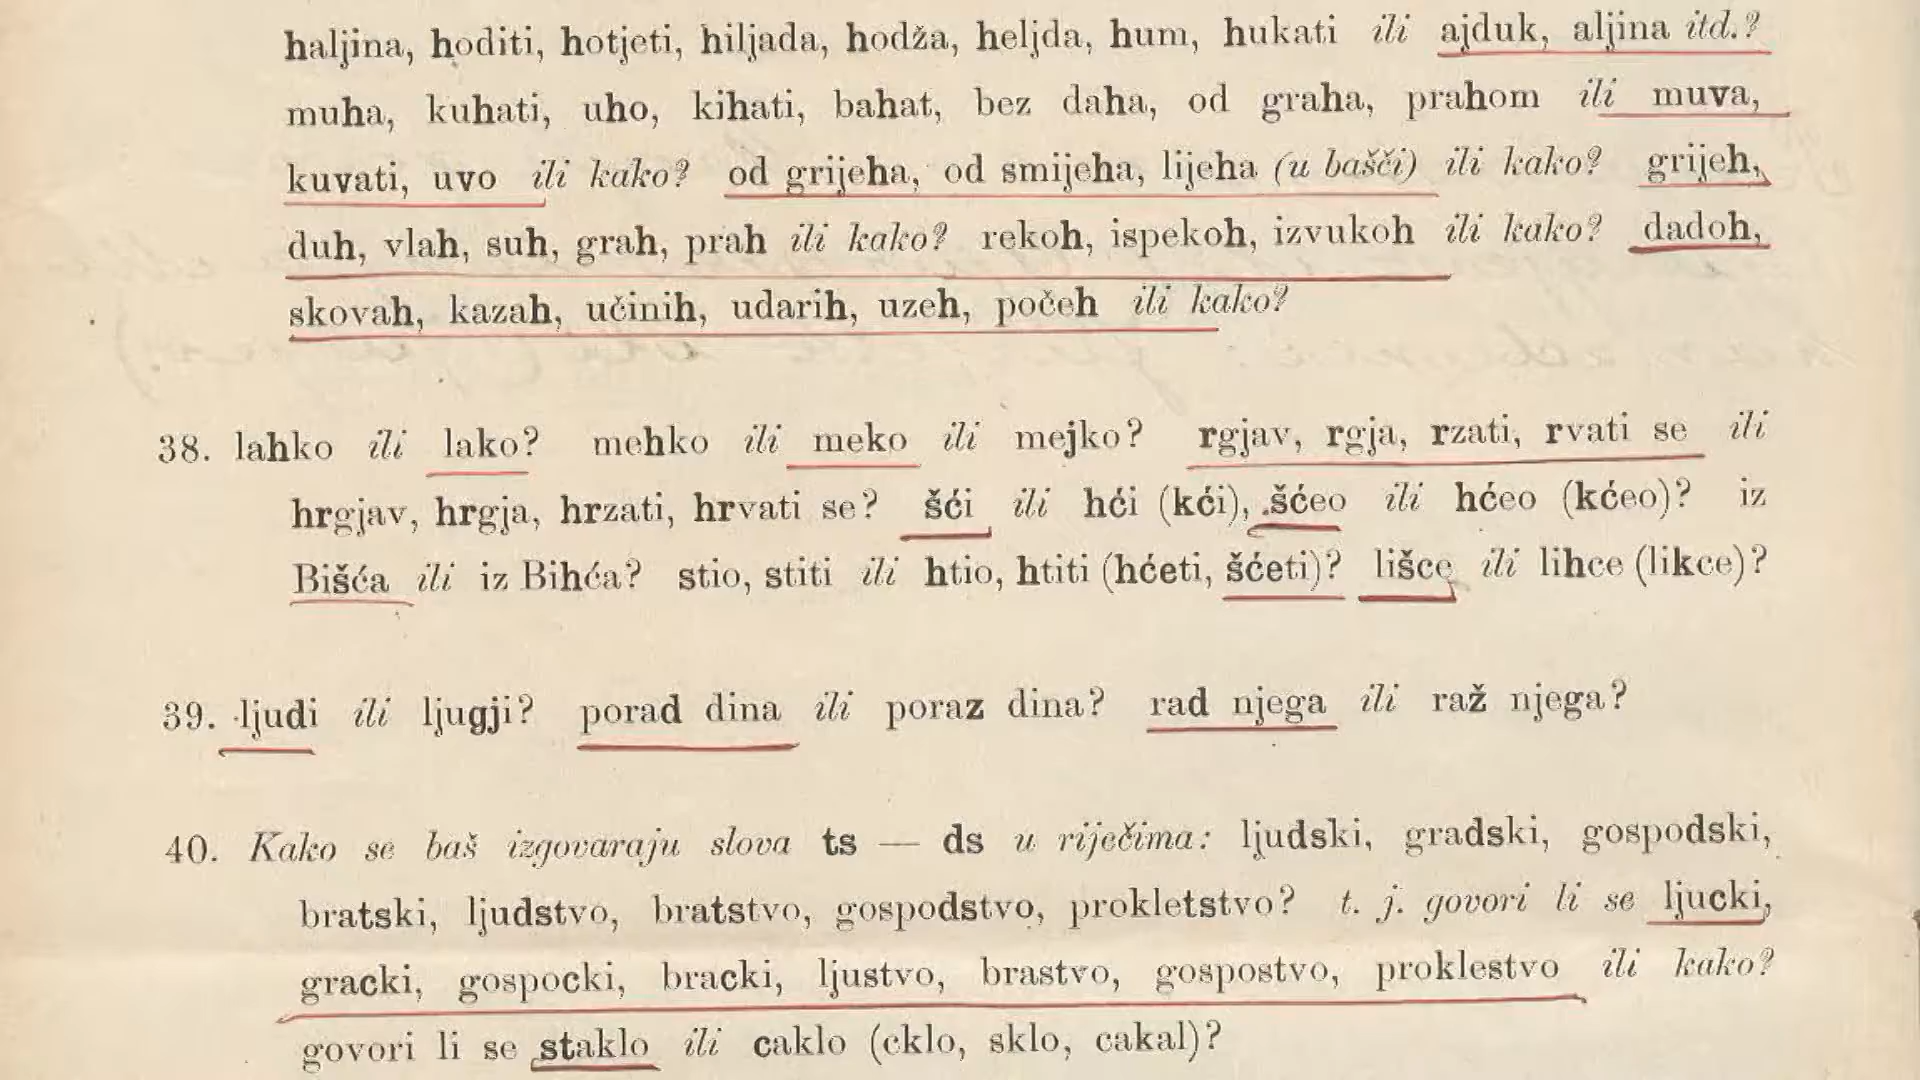 haljina, hoditi, hotjeti, hiljada, hodža, heljda, hum, hukati ili ajduk, aljina itd.?
muha, kuhati, uho, kihati, bahat, bez daha, od graha, prahom ili muva,
kuvati, uvo ili kako? od grijeha, od smijeha, lijeha (u bašči) ili kako? grijeh,
duh, vlah, suh, grah, prah ili kako? rekoh, ispekoh, izvukoh ili kako? dadoh,
skovah, kazah, učinih, udarih, uzeh, počeh ili kako?
38. lahko ili lako? mehko ili meko ili mejko? rgjav, rgja, rzati, rvati se ili
hrgjav, hrgja, hrzati, hrvati se? šći ili hći (kći), šćeo ili hćeo (kćeo)? iz
Bišća ili iz Bihća? stio, stiti ili htio, htiti (hćeti, šćeti)? lišce ili lihce (likce)?
39. ljudi ili ljugji? porad dina ili poraz dina? rad njega ili raž njega?
40. Kako se baš izgovaraju slova ts — ds u riječima: ljudski, gradski, gospodski,
bratski, ljudstvo, bratstvo, gospodstvo, prokletstvo? t. j. govori li se ljucki,
gracki, gospocki, bracki, ljustvo, brastvo, gospostvo, proklestvo ili kako?
govori li se staklo ili caklo (cklo, sklo, cakal)?